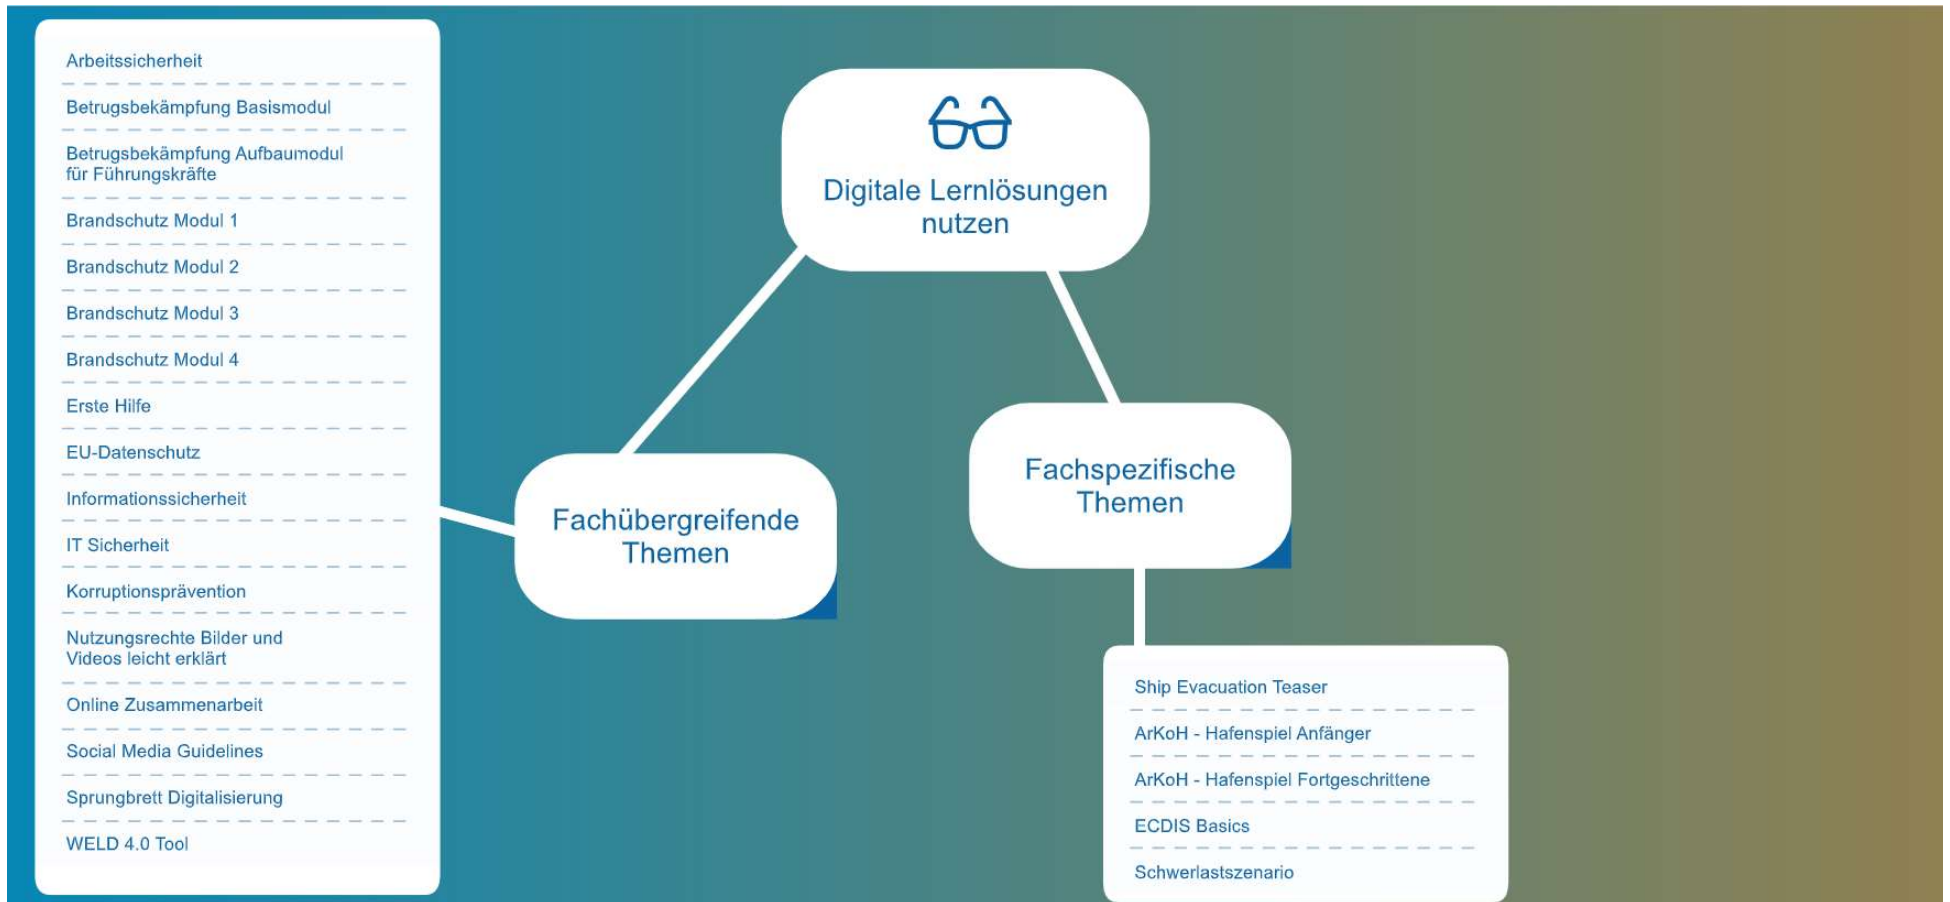 Digitale Lernlösungen
nutzen
Fachübergreifende
Themen
Arbeitssicherheit
Betrugsbekämpfung Basismodul
Betrugsbekämpfung Aufbaumodul
für Führungskräfte
Brandschutz Modul 1
Brandschutz Modul 2
Brandschutz Modul 3
Brandschutz Modul 4
Erste Hilfe
EU-Datenschutz
Informationssicherheit
IT Sicherheit
Korruptionsprävention
Nutzungsrechte Bilder und
Videos leicht erklärt
Online Zusammenarbeit
Social Media Guidelines
Sprungbrett Digitalisierung
WELD 4.0 Tool
Fachspezifische
Themen
Ship Evacuation Teaser
ArKoH - Hafenspiel Anfänger
ArKoH - Hafenspiel Fortgeschrittene
ECDIS Basics
Schwerlastszenario